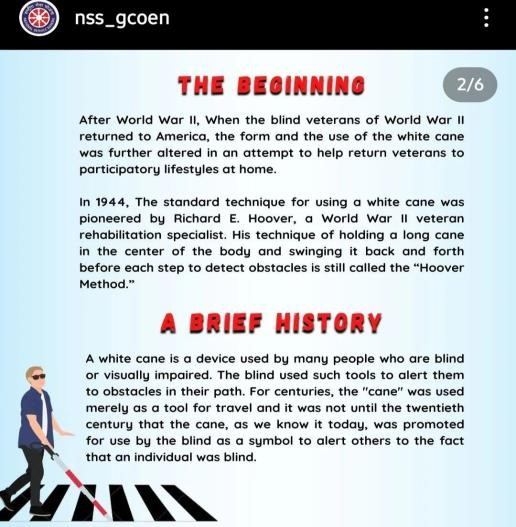 nss_gcoen
THE BEGINNING
2/6
After World War II, When the blind veterans of World War II
returned to America, the form and the use of the white cane
was further altered in an attempt to help return veterans to
participatory lifestyles at home.
In 1944, The standard technique for using a white cane was
pioneered by Richard E. Hoover, a World War II veteran
rehabilitation specialist. His technique of holding a long cane
in the center of the body and swinging it back and forth
before each step to detect obstacles is still called the “Hoover
Method.”
A BRIEF HISTORY
A white cane is a device used by many people who are blind
or visually impaired. The blind used such tools to alert them
to obstacles in their path. For centuries, the "cane" was used
merely as a tool for travel and it was not until the twentieth
century that the cane, as we know it today, was promoted
for use by the blind as a symbol to alert others to the fact
that an individual was blind.